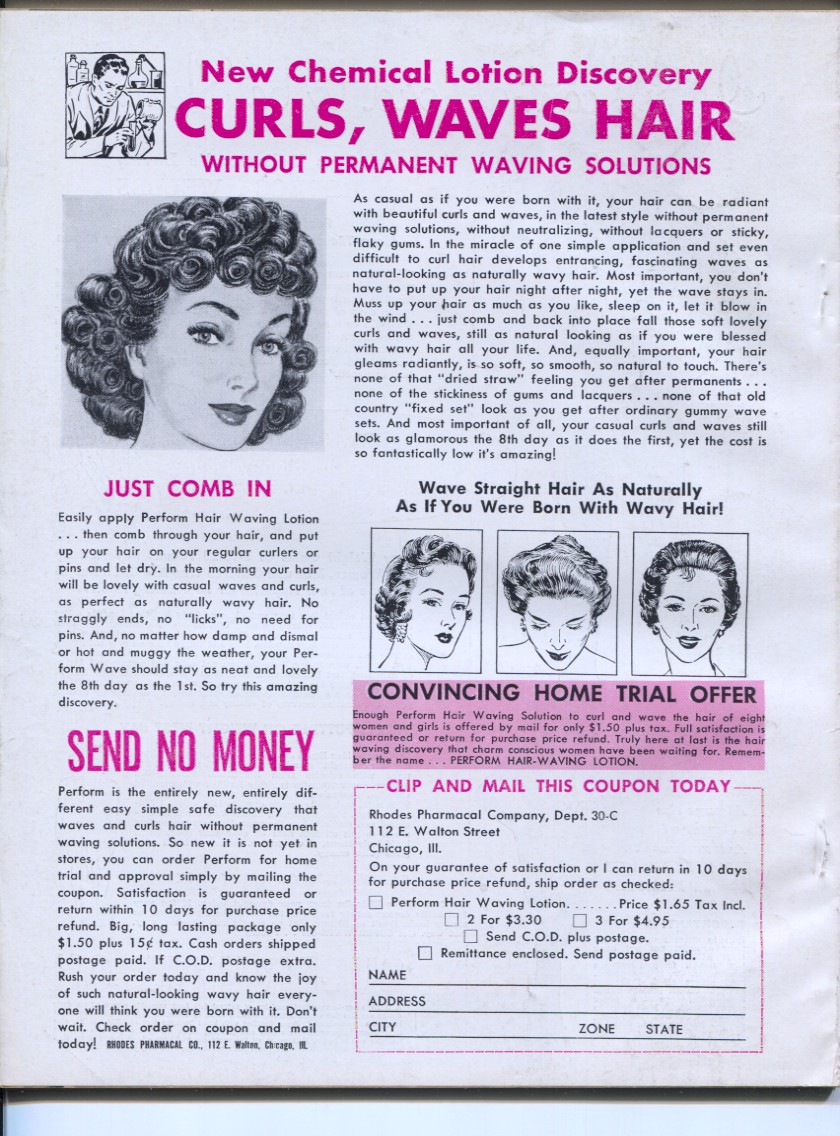 New Chemical Lotion Discovery
CURLS, WAVES HAIR
WITHOUT PERMANENT WAVING SOLUTIONS
As casual as if you were born with it, your hair can be radiant
with beautiful curls and waves, in the latest style without permanent
waving solutions, without neutralizing, without lacquers or sticky,
flaky gums. In the miracle of one simple application and set even
difficult to curl hair develops entrancing, fascinating waves as
natural-looking as naturally wavy hair. Most important, you don't
have to put up your hair night after night, yet the wave stays in.
Muss up your hair as much as you like, sleep on it, let it blow in
the wind . . . just comb and back into place fall those soft lovely
curls and waves, still as natural looking as if you were blessed
with wavy hair all your life. And, equally important, your hair
gleams radiantly, is so soft, so smooth, so natural to touch. There's
none of that "dried straw" feeling you get after permanents . . .
none of the stickiness of gums and lacquers . . . none of that old
country "fixed set" look as you get after ordinary gummy wave
sets. And most important of all, your casual curls and waves still
look as glamorous the 8th day as it does the first, yet the cost is
so fantastically low it's amazing!
JUST COMB IN
Easily apply Perform Hair Waving Lotion
. . . then comb through your hair, and put
up your hair on your regular curlers or
pins and let dry. In the morning your hair
will be lovely with casual waves and curls,
as perfect as naturally wavy hair. No
straggly ends, no "licks", no need for
pins. And, no matter how damp and dismal
or hot and muggy the weather, your Per-
form Wave should stay as neat and lovely
the 8th day as the 1st. So try this amazing
discovery.
SEND NO MONEY
Perform is the entirely new, entirely dif-
ferent easy simple safe discovery that
waves and curls hair without permanent
waving solutions. So new it is not yet in
stores, you can order Perform for home
trial and approval simply by mailing the
coupon. Satisfaction is guaranteed or
return within 10 days for purchase price
refund. Big, long lasting package only
$1.50 plus 15¢ tax. Cash orders shipped
postage paid. If C.O.D. postage extra.
Rush your order today and know the joy
of such natural-looking wavy hair every-
one will think you were born with it. Don't
wait. Check order on coupon and mail
today! RHODES PHARMACAL CO., 112 E. Walton, Chicago, Ill.
Wave Straight Hair As Naturally
As If You Were Born With Wavy Hair!
CONVINCING HOME TRIAL OFFER
Enough Perform Hair Waving Solution to curl and wave the hair of eight
women and girls is offered by mail for only $1.50 plus tax. Full satisfaction is
guaranteed or return for purchase price refund. Truly here at last is the hair
waving discovery that charm conscious women have been waiting for. Remem-
ber the name . . . PERFORM HAIR-WAVING LOTION.
CLIP AND MAIL THIS COUPON TODAY
Rhodes Pharmacal Company, Dept. 30-C
112 E. Walton Street
Chicago, Ill.
On your guarantee of satisfaction or I can return in 10 days
for purchase price refund, ship order as checked:
Perform Hair Waving Lotion. . . . . . .Price $1.65 Tax Incl.
2 For $3.30 3 For $4.95
Send C.O.D. plus postage.
Remittance enclosed. Send postage paid.
NAME
ADDRESS
CITY ZONE STATE